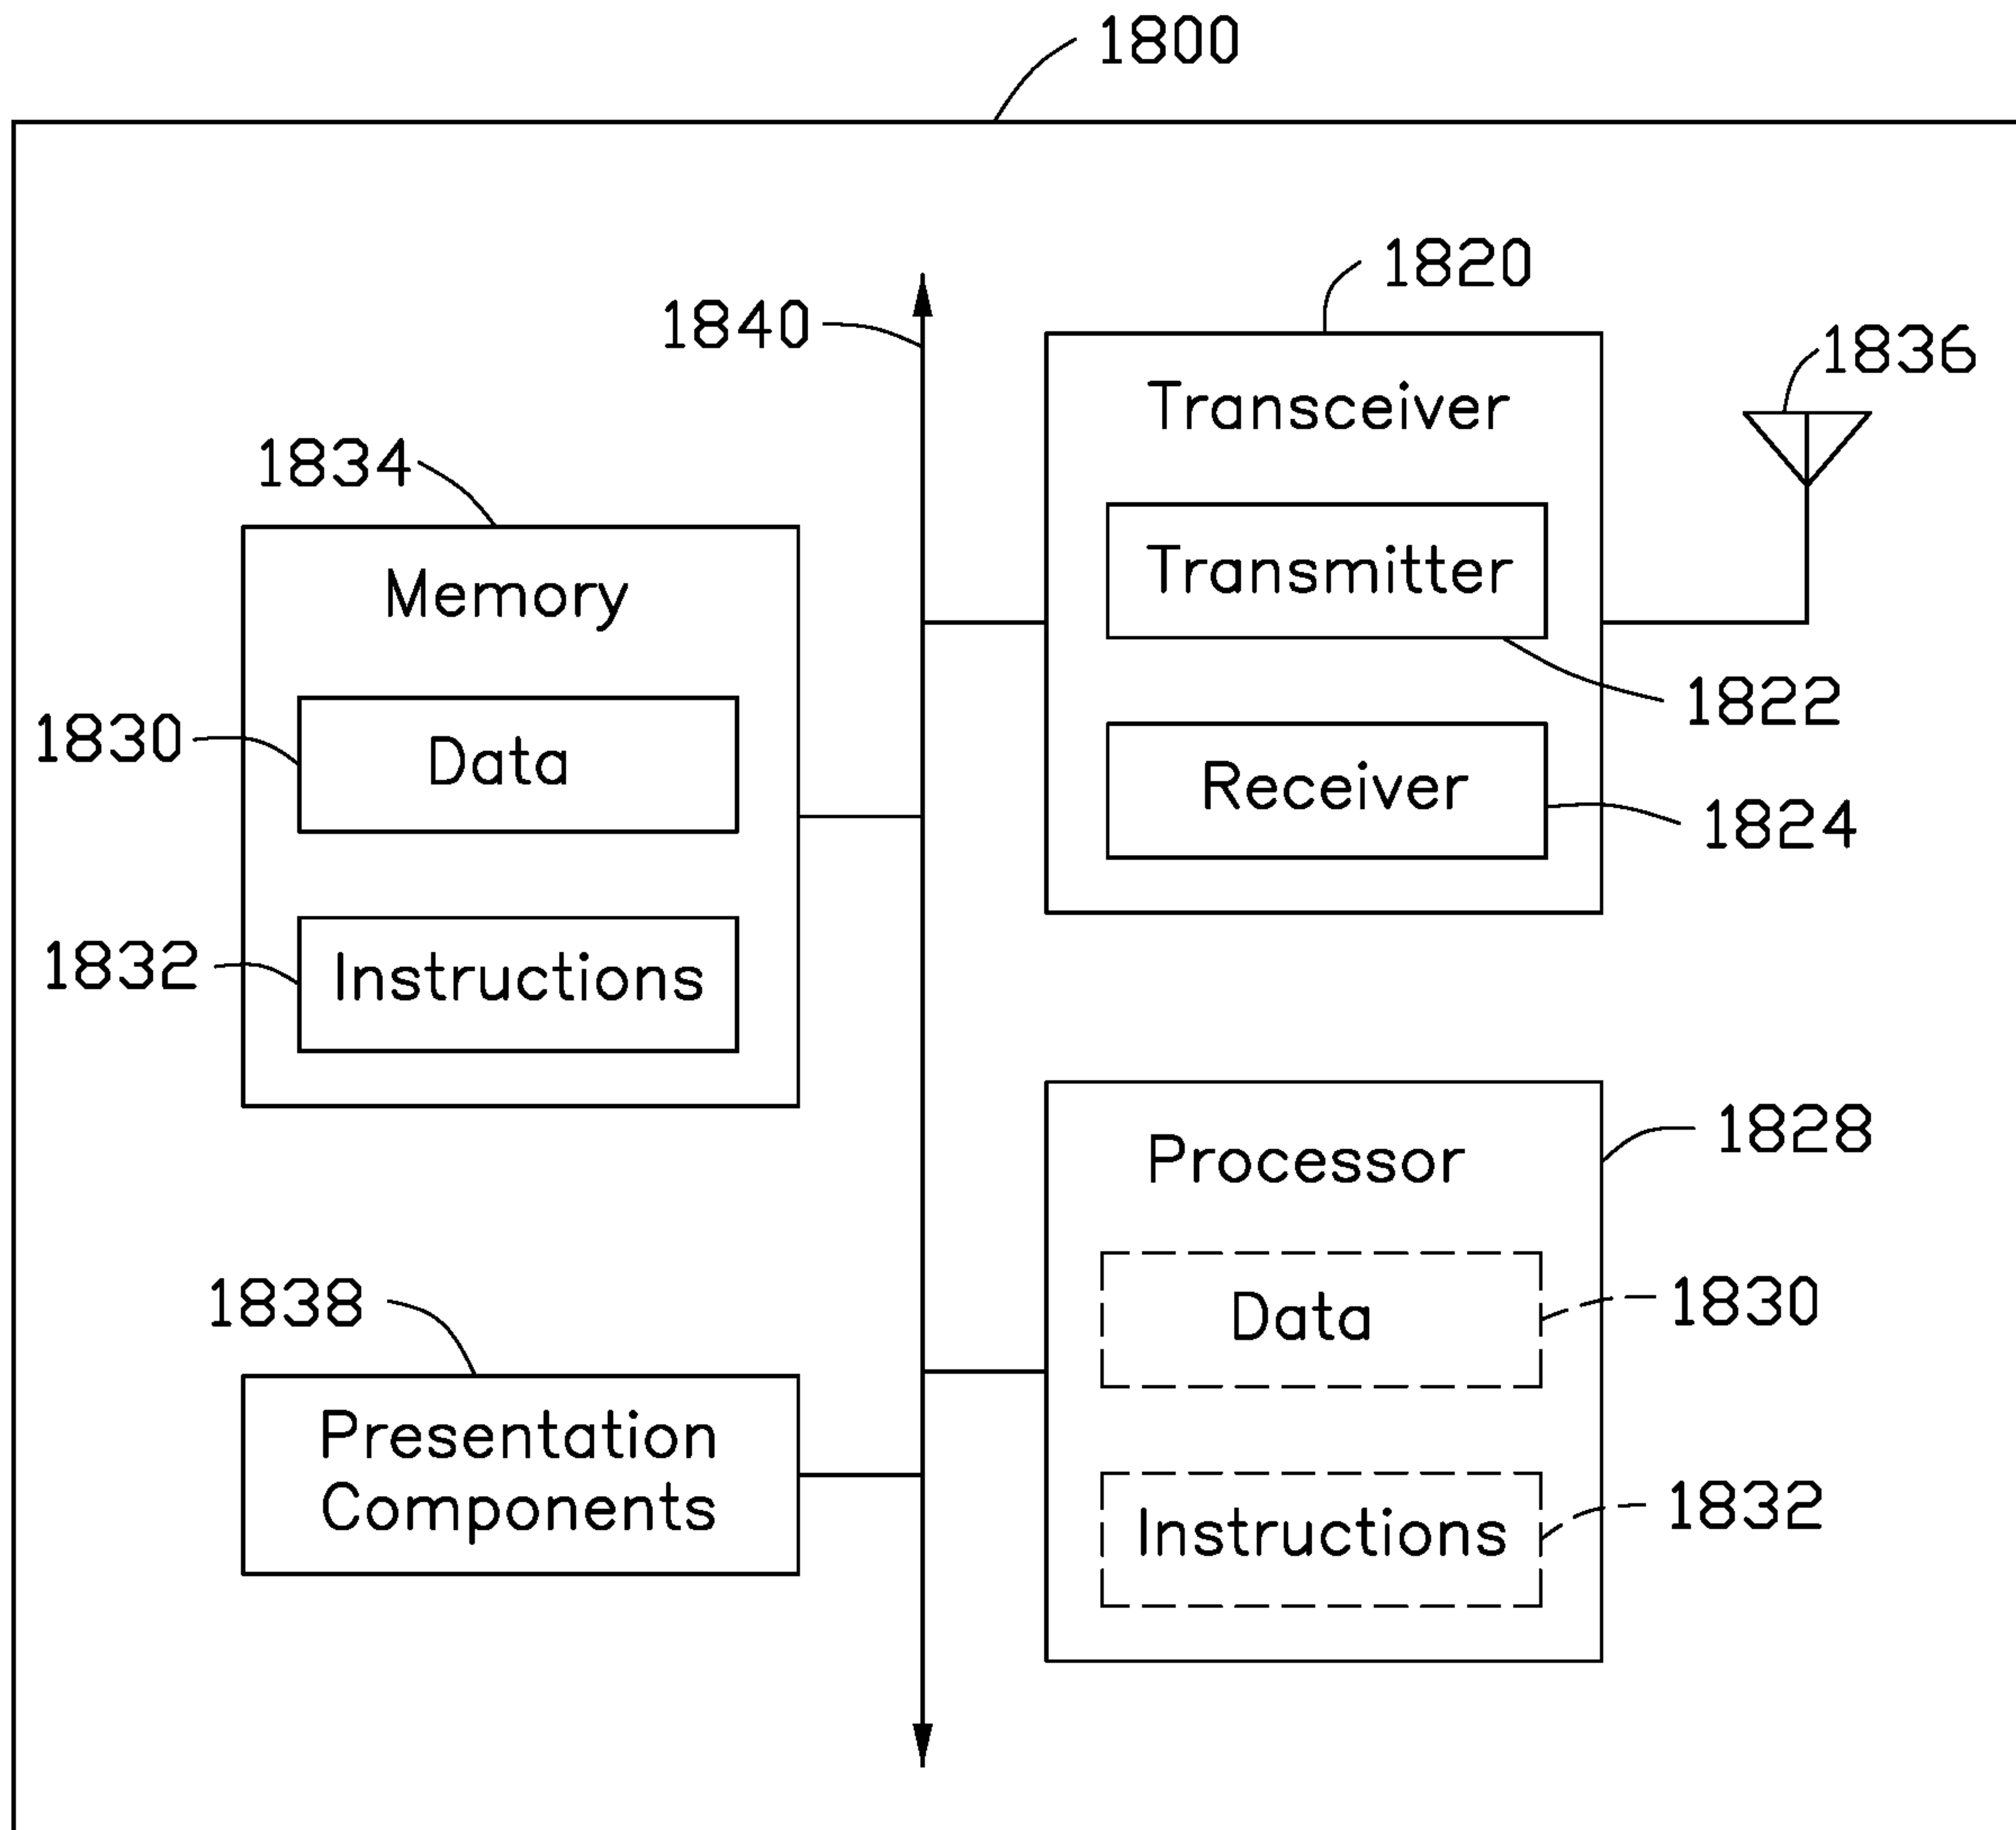 1800
1820
1840
1836
Transceiver
1834
Transmitter
Memory
1822
1830
Data
Receiver
1824
1832
Instructions
1828
Processor
1838
Data
1830
Presentation
Components
Instructions
1832